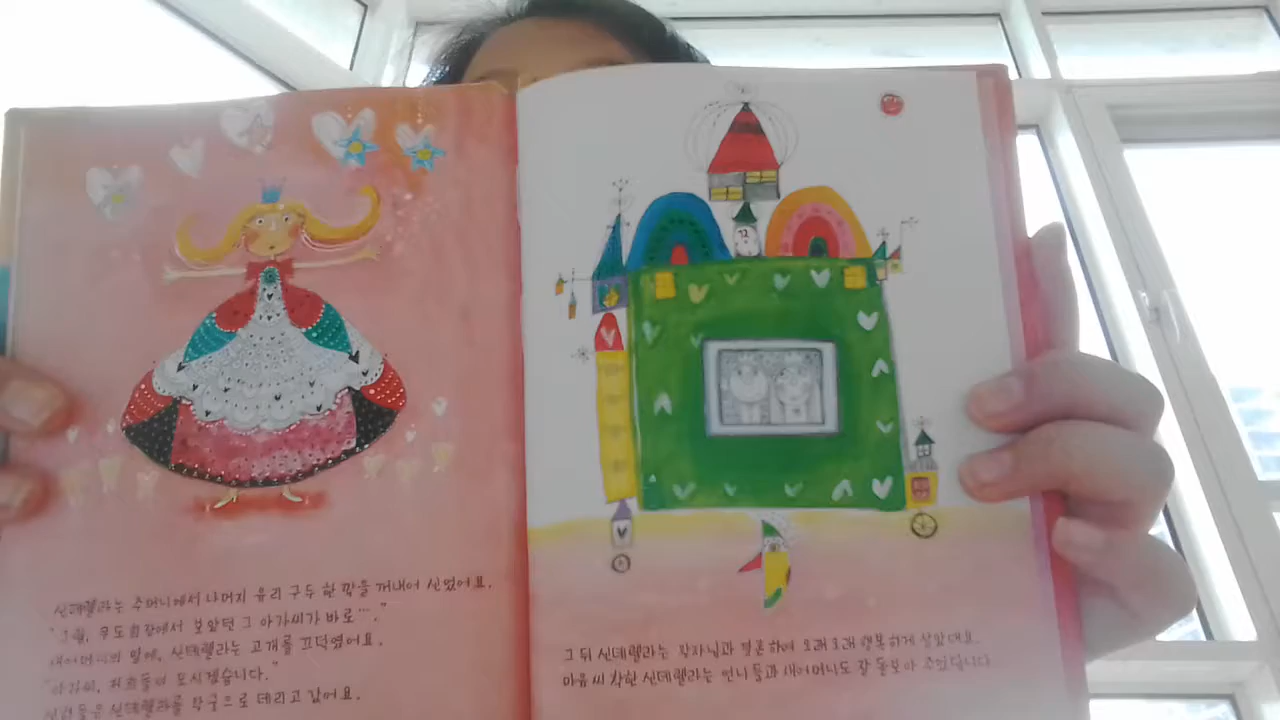 신데렐라는 주머니에서 나머지 유리 구두 한 짝을 꺼내어 신었어요.
"그럼, 무도회장에서 보았던 그 아가씨가 바로…."
새어머니의 말에, 신데렐라는 고개를 끄덕였어요.
"아가씨, 저희들이 모시겠습니다."
신하들은 신데렐라를 왕궁으로 데리고 갔어요.
그 뒤 신데렐라는 왕자님과 결혼하여 오래오래 행복하게 살았대요.
마음씨 착한 신데렐라는 언니들과 새어머니도 잘 돌보아 주었답니다.